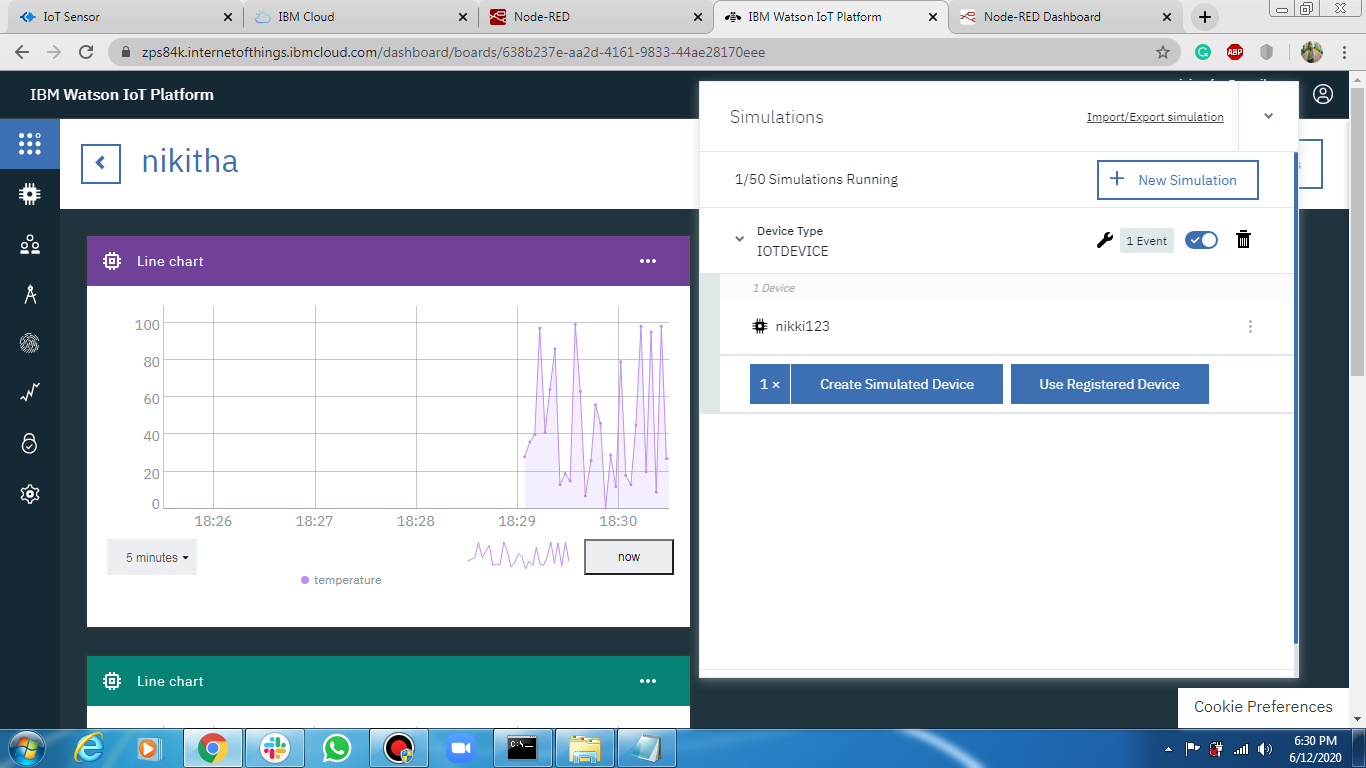 IoT Sensor
IBM Cloud
Node-RED
IBM Watson IoT Platform
Node-RED Dashboard
zps84k.internetofthings.ibmcloud.com/dashboard/boards/638b237e-aa2d-4161-9833-44ae28170eee
ABP
IBM Watson IoT Platform
nikitha
Simulations
Import/Export simulation
1/50 Simulations Running
New Simulation
Device Type
IOTDEVICE
1 Event
1 Device
nikki123
1 ×
Create Simulated Device
Use Registered Device
Line chart
100
80
60
40
20
0
18:26
18:27
18:28
18:29
18:30
5 minutes
now
temperature
Line chart
Cookie Preferences
6:30 PM
6/12/2020